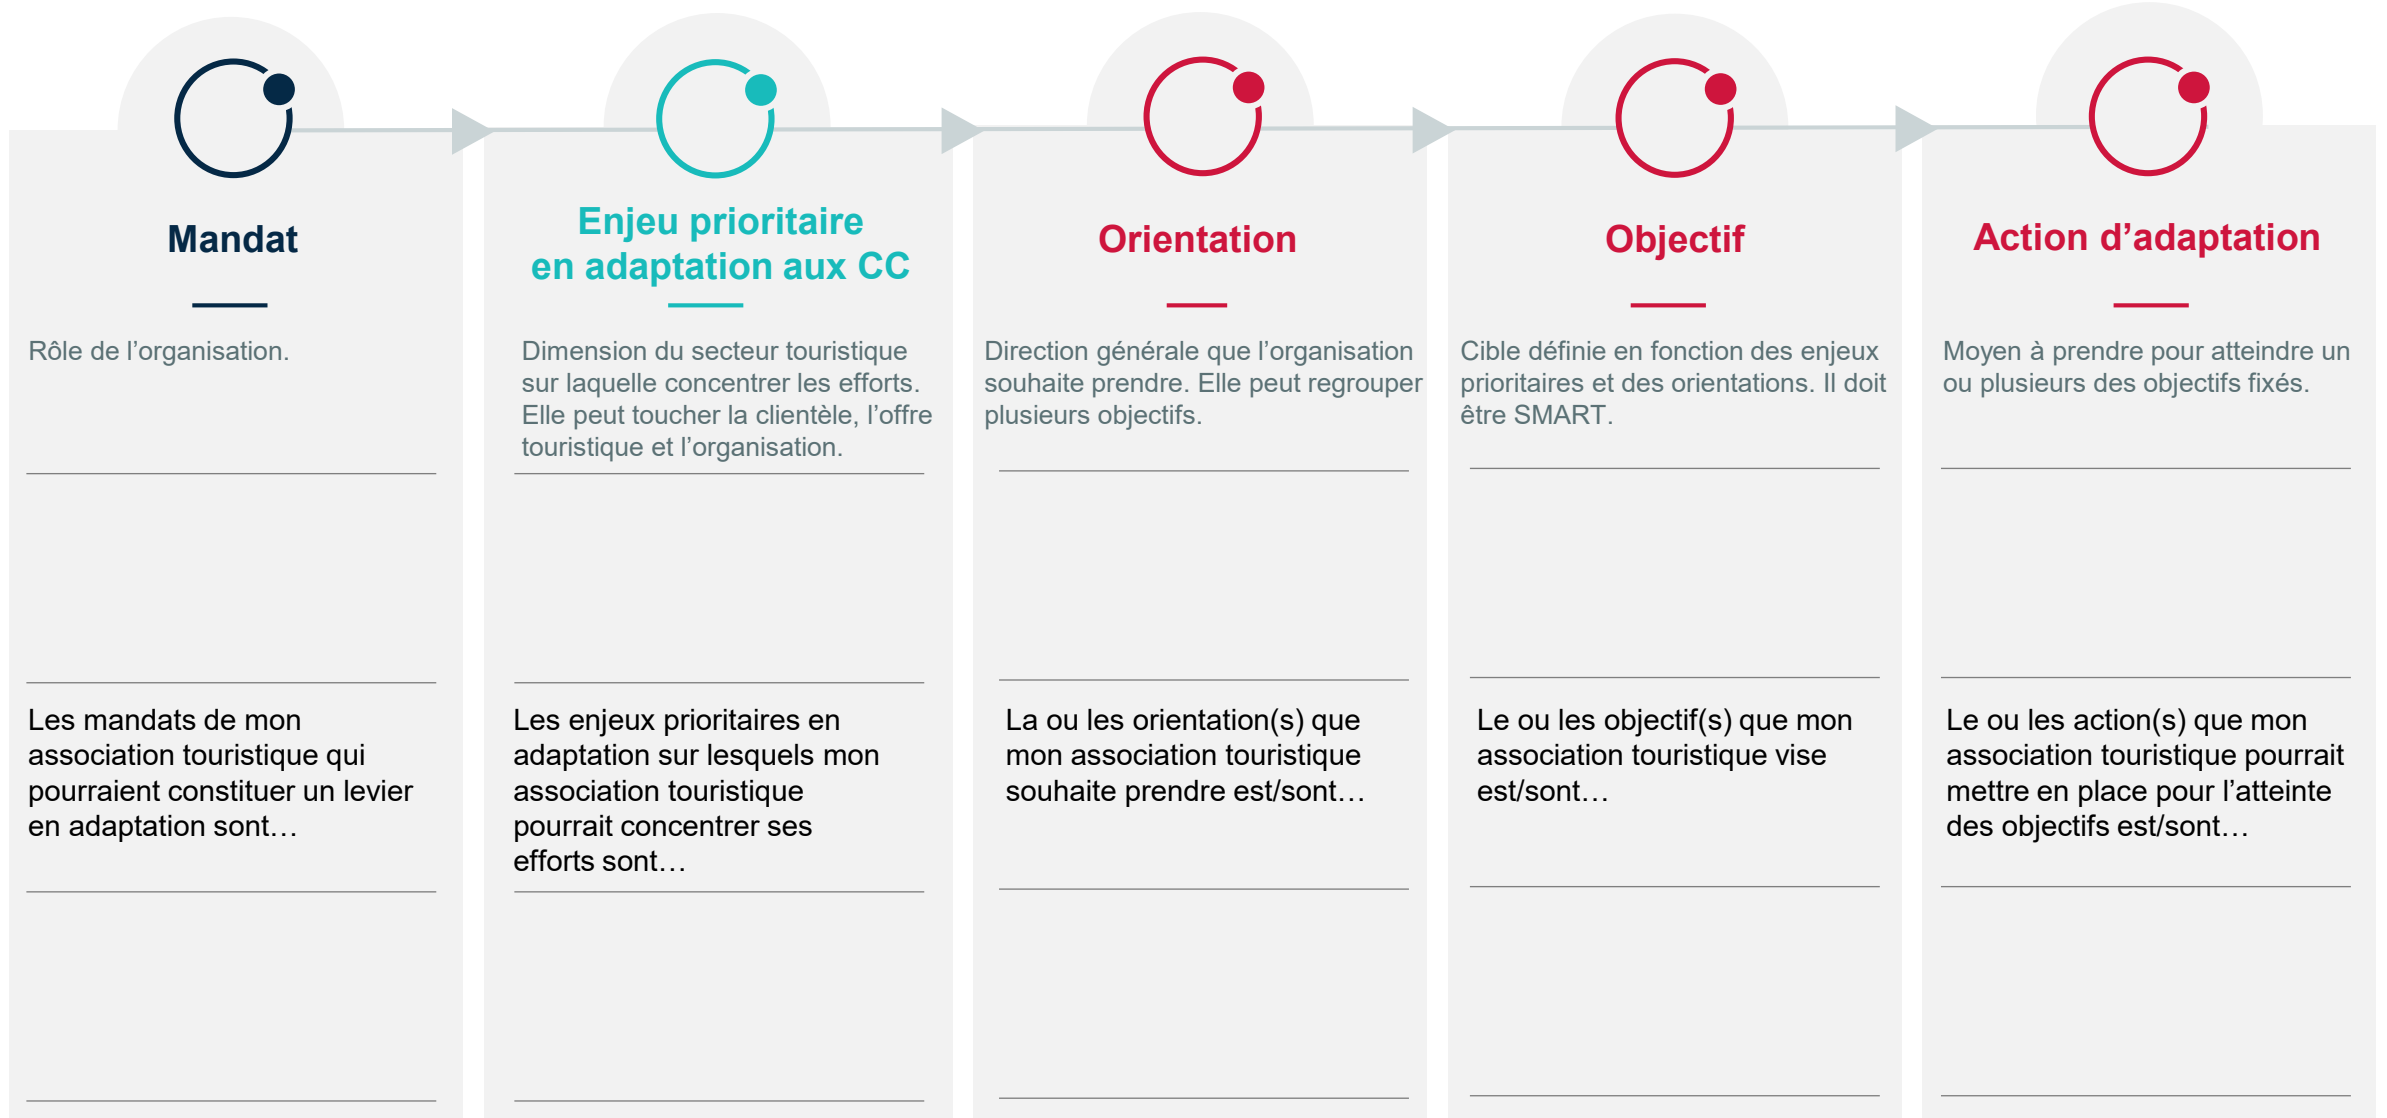 Mandat
Rôle de l’organisation.
Les mandats de mon
association touristique qui
pourraient constituer un levier
en adaptation sont…
Enjeu prioritaire
en adaptation aux CC
Dimension du secteur touristique
sur laquelle concentrer les efforts.
Elle peut toucher la clientèle, l’offre
touristique et l’organisation.
Les enjeux prioritaires en
adaptation sur lesquels mon
association touristique
pourrait concentrer ses
efforts sont…
Orientation
Direction générale que l’organisation
souhaite prendre. Elle peut regrouper
plusieurs objectifs.
La ou les orientation(s) que
mon association touristique
souhaite prendre est/sont…
Objectif
Cible définie en fonction des enjeux
prioritaires et des orientations. Il doit
être SMART.
Le ou les objectif(s) que mon
association touristique vise
est/sont…
Action d’adaptation
Moyen à prendre pour atteindre un
ou plusieurs des objectifs fixés.
Le ou les action(s) que mon
association touristique pourrait
mettre en place pour l’atteinte
des objectifs est/sont…